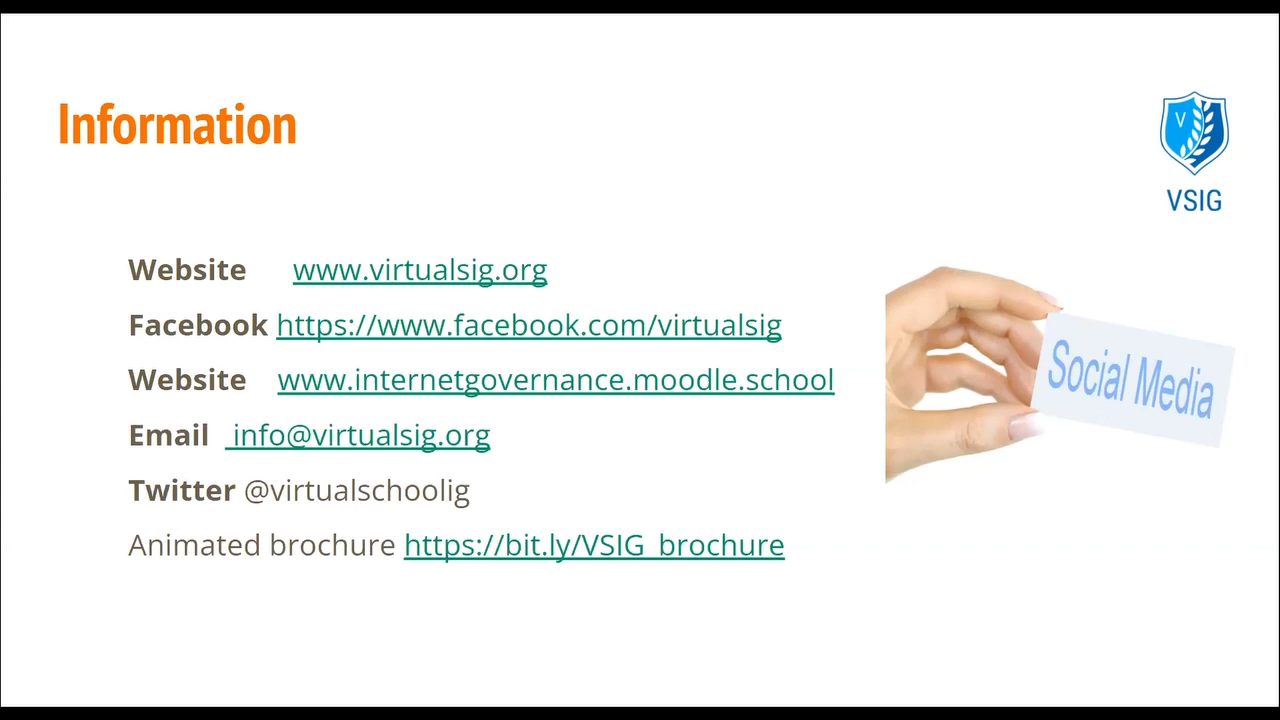 Information
V
VSIG
Website www.virtualsig.org
Facebook https://www.facebook.com/virtualsig
Website www.internetgovernance.moodle.school
Email info@virtualsig.org
Twitter @virtualschoolig
Animated brochure https://bit.ly/VSIG_brochure
Social Media